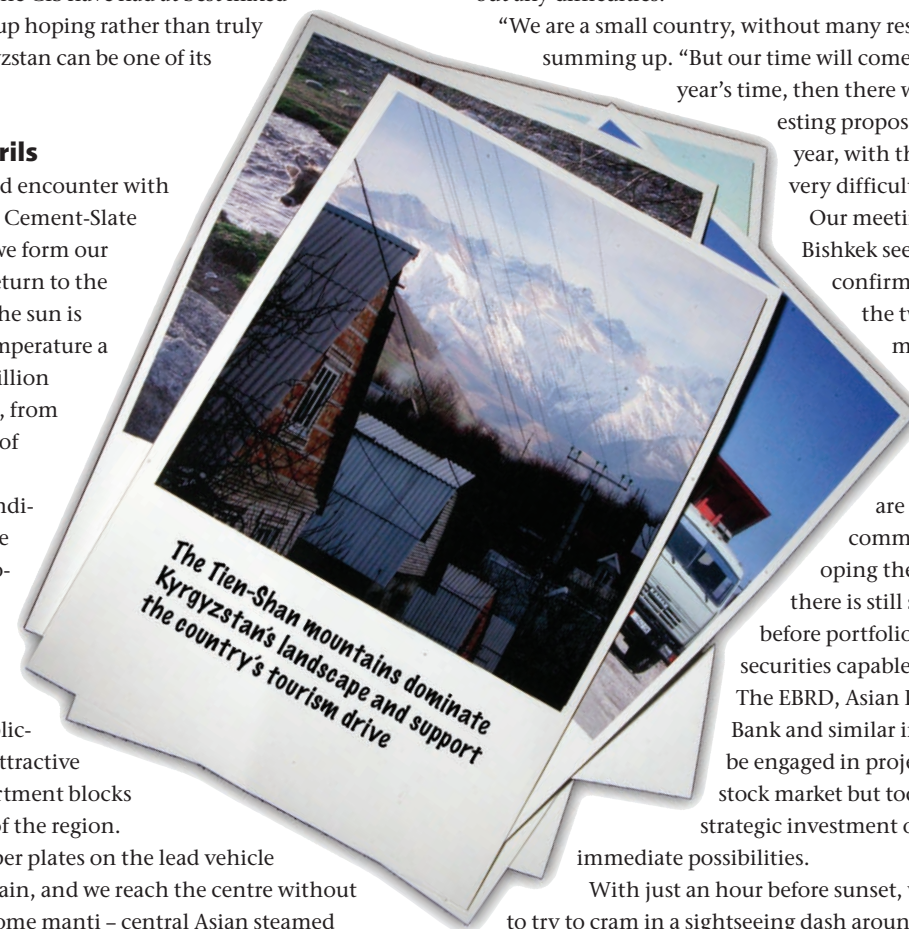 the CIS have had at best mixed
up hoping rather than truly
zstan can be one of its
rils
d encounter with
Cement-Slate
we form our
eturn to the
he sun is
mperature a
illion
, from
of
ndi-
e
o-
lic-
ttractive
rtment blocks
of the region.
ber plates on the lead vehicle
ain, and we reach the centre without
ome manti – central Asian steamed
The Tien-Shan mountains dominate
Kyrgyzstan's landscape and support
the country's tourism drive
out any difficulties.
“We are a small country, without many res
summing up. “But our time will come
year’s time, then there w
esting propos
year, with th
very difficul
Our meeti
Bishkek see
confirm
the t
m
are
comm
oping the
there is still s
before portfolio
securities capable
The EBRD, Asian
Bank and similar i
be engaged in proj
stock market but too
strategic investment o
immediate possibilities.
With just an hour before sunset,
to try to cram in a sightseeing dash aroun